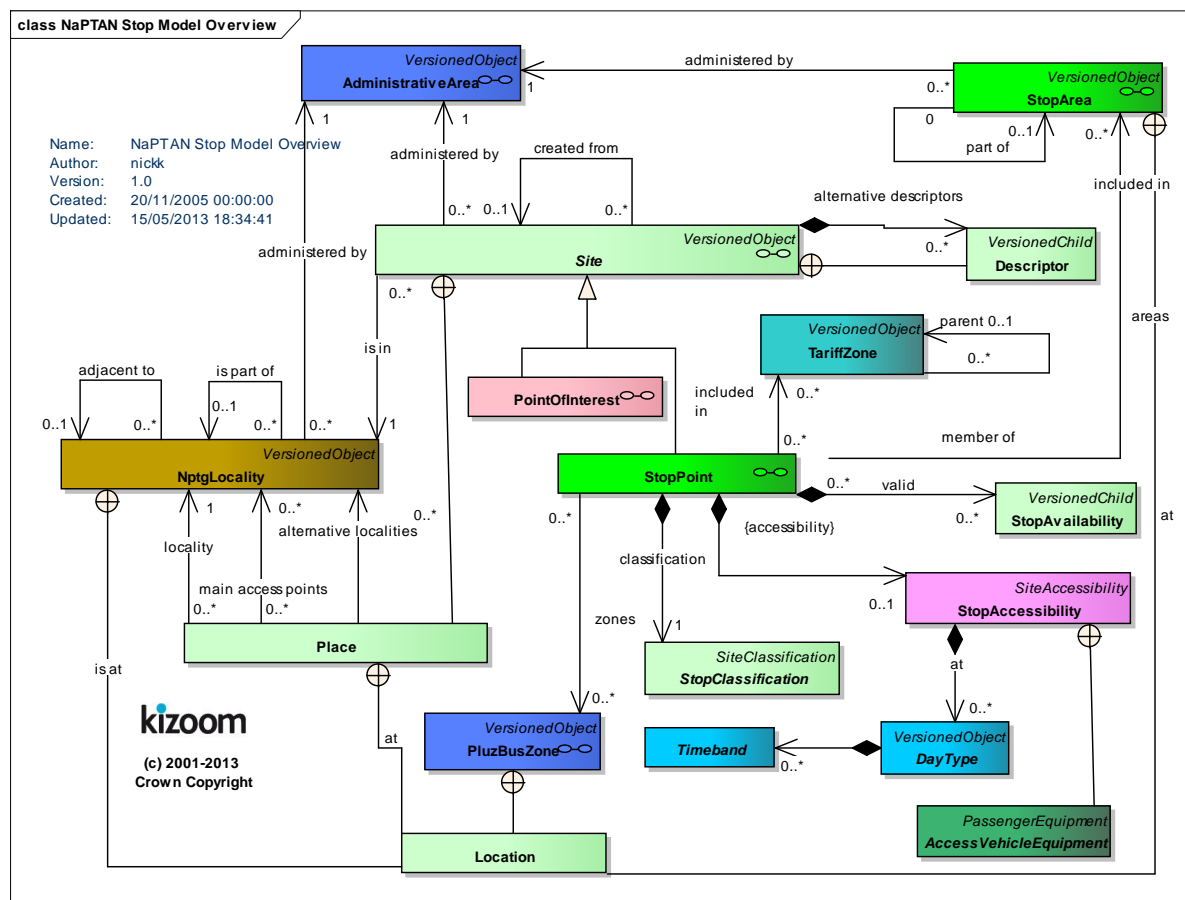 class NaPTAN Stop Model Overview
VersionedObject
AdministrativeArea
administered by
1
0..*
VersionedObject
StopArea
0
0..1
0..*
part of
Name: NaPTAN Stop Model Overview
Author: nickk
Version: 1.0
Created: 20/11/2005 00:00:00
Updated: 15/05/2013 18:34:41
1
1
administered by
created from
0..*
0..1
0..*
included in
alternative descriptors
VersionedObject
Site
0..*
VersionedChild
Descriptor
administered by
0..*
is in
areas
VersionedObject
TariffZone
parent 0..1
0..*
adjacent to
is part of
0..1
0..1
0..*
0..*
0..*
1
PointOfInterest
included
in
0..*
0..*
member of
VersionedObject
NptgLocality
StopPoint
0..*
valid
0..*
VersionedChild
StopAvailability
1
0..*
alternative localities
0..*
0..*
{accessibility}
at
locality
classification
main access points
0..*
0..*
0..1
SiteAccessibility
StopAccessibility
zones
1
Place
is at
SiteClassification
StopClassification
at
0..*
0..*
kizoom
(c) 2001-2013
Crown Copyright
at
VersionedObject
PluzBusZone
Timeband
0..*
VersionedObject
DayType
PassengerEquipment
AccessVehicleEquipment
Location